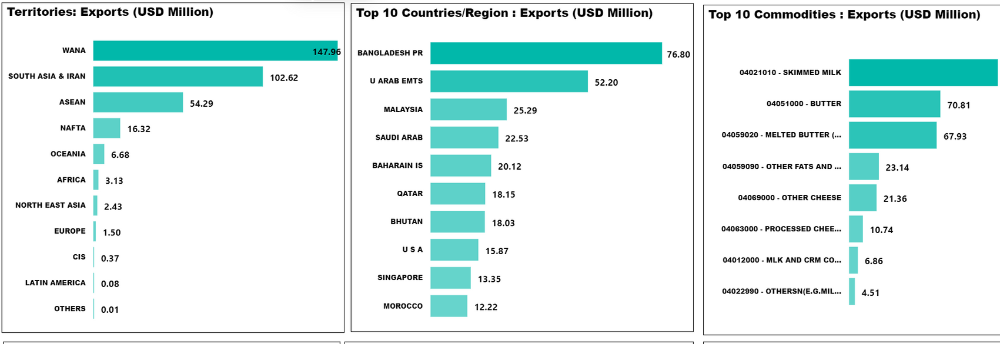 Territories: Exports (USD Million)
WANA 147.96
SOUTH ASIA & IRAN 102.62
ASEAN 54.29
NAFTA 16.32
OCEANIA 6.68
AFRICA 3.13
NORTH EAST ASIA 2.43
EUROPE 1.50
CIS 0.37
LATIN AMERICA 0.08
OTHERS 0.01
Top 10 Countries/Region : Exports (USD Million)
BANGLADESH PR 76.80
U ARAB EMTS 52.20
MALAYSIA 25.29
SAUDI ARAB 22.53
BAHARAIN IS 20.12
QATAR 18.15
BHUTAN 18.03
U S A 15.87
SINGAPORE 13.35
MOROCCO 12.22
Top 10 Commodities : Exports (USD Million)
04021010 - SKIMMED MILK
04051000 - BUTTER 70.81
04059020 - MELTED BUTTER (... 67.93
04059090 - OTHER FATS AND ... 23.14
04069000 - OTHER CHEESE 21.36
04063000 - PROCESSED CHEE... 10.74
04012000 - MLK AND CRM CO... 6.86
04022990 - OTHERSN(E.G.MIL... 4.51